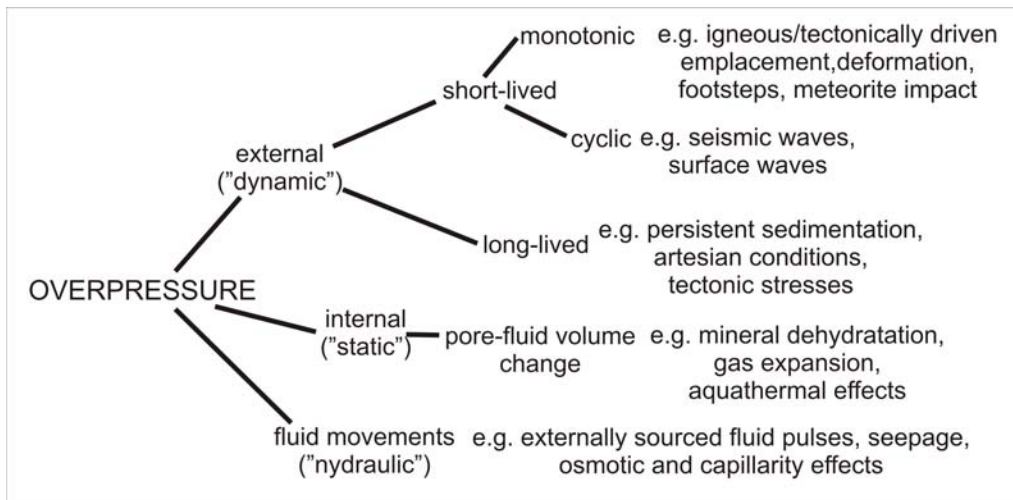 monotonic e.g. igneous/tectonically driven
emplacement,deformation,
footsteps, meteorite impact
short-lived
cyclic e.g. seismic waves,
surface waves
external
("dynamic")
long-lived e.g. persistent sedimentation,
artesian conditions,
tectonic stresses
OVERPRESSURE
internal
("static")
pore-fluid volume
change
e.g. mineral dehydratation,
gas expansion,
aquathermal effects
fluid movements
("nydraulic")
e.g. externally sourced fluid pulses, seepage,
osmotic and capillarity effects